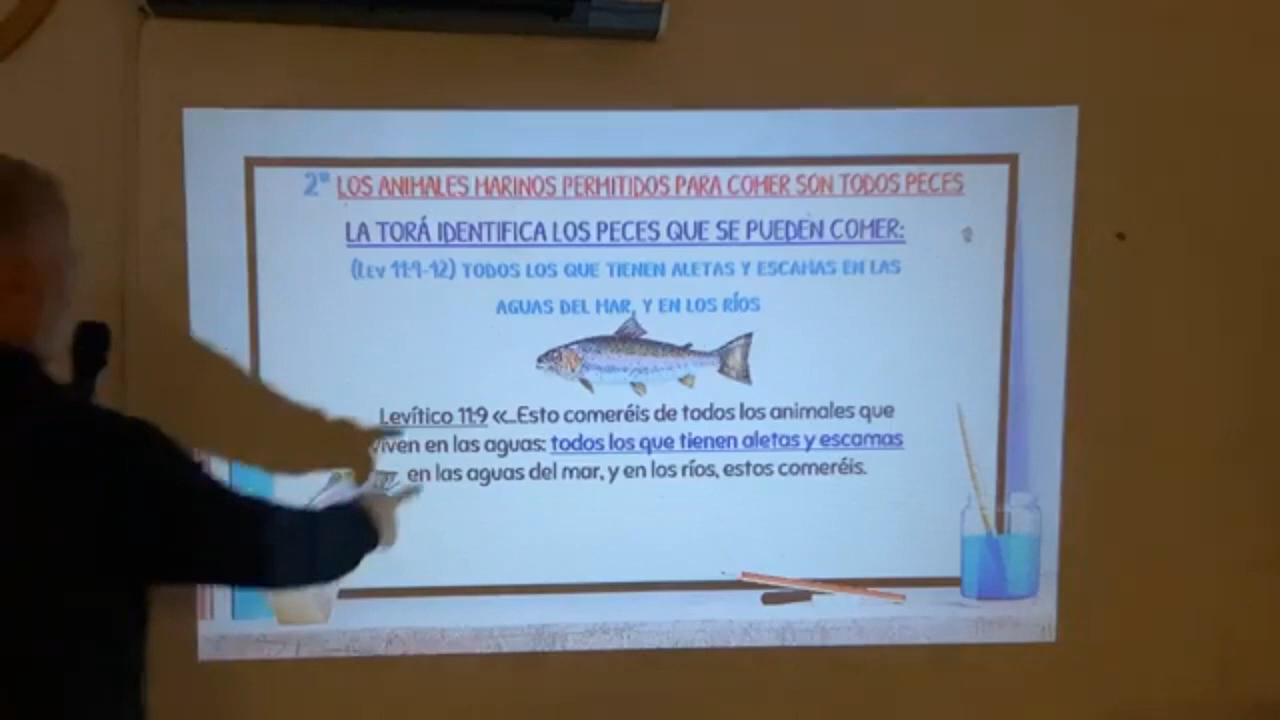 2º LOS ANIMALES MARINOS PERMITIDOS PARA COMER SON TODOS PECES
LA TORÁ IDENTIFICA LOS PECES QUE SE PUEDEN COMER:
(LEV 11:9-12) TODOS LOS QUE TIENEN ALETAS Y ESCAMAS EN LAS
AGUAS DEL MAR, Y EN LOS RÍOS
Levítico 11:9 «...Esto comeréis de todos los animales que
viven en las aguas: todos los que tienen aletas y escamas
en las aguas del mar, y en los ríos, estos comeréis.